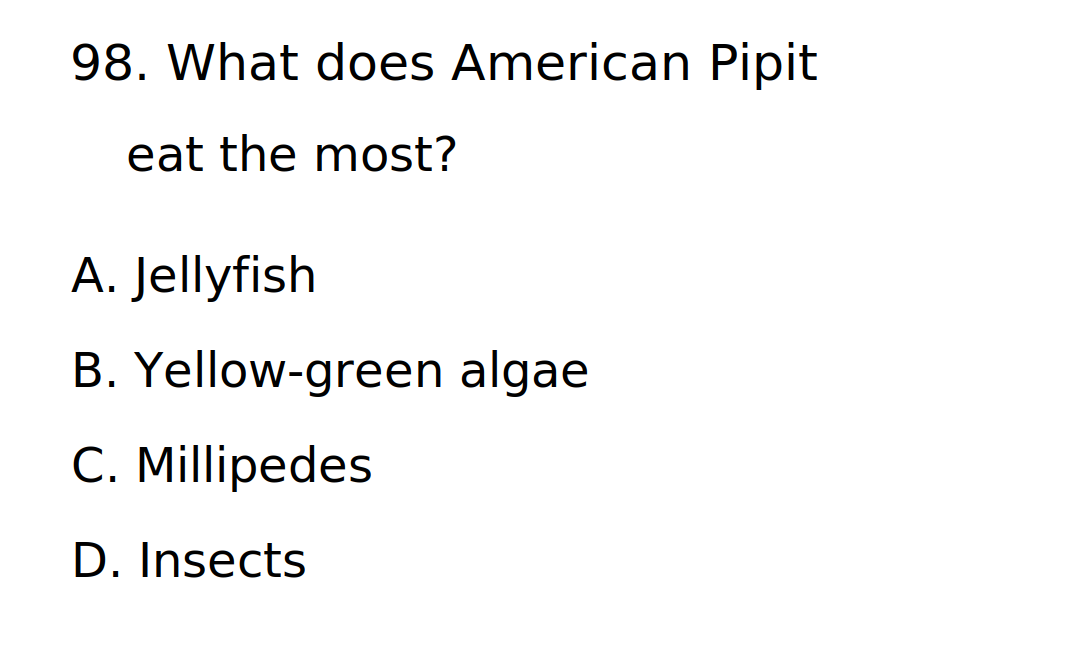 98. What does American Pipit
eat the most?
A. Jellyfish
B. Yellow-green algae
C. Millipedes
D. Insects